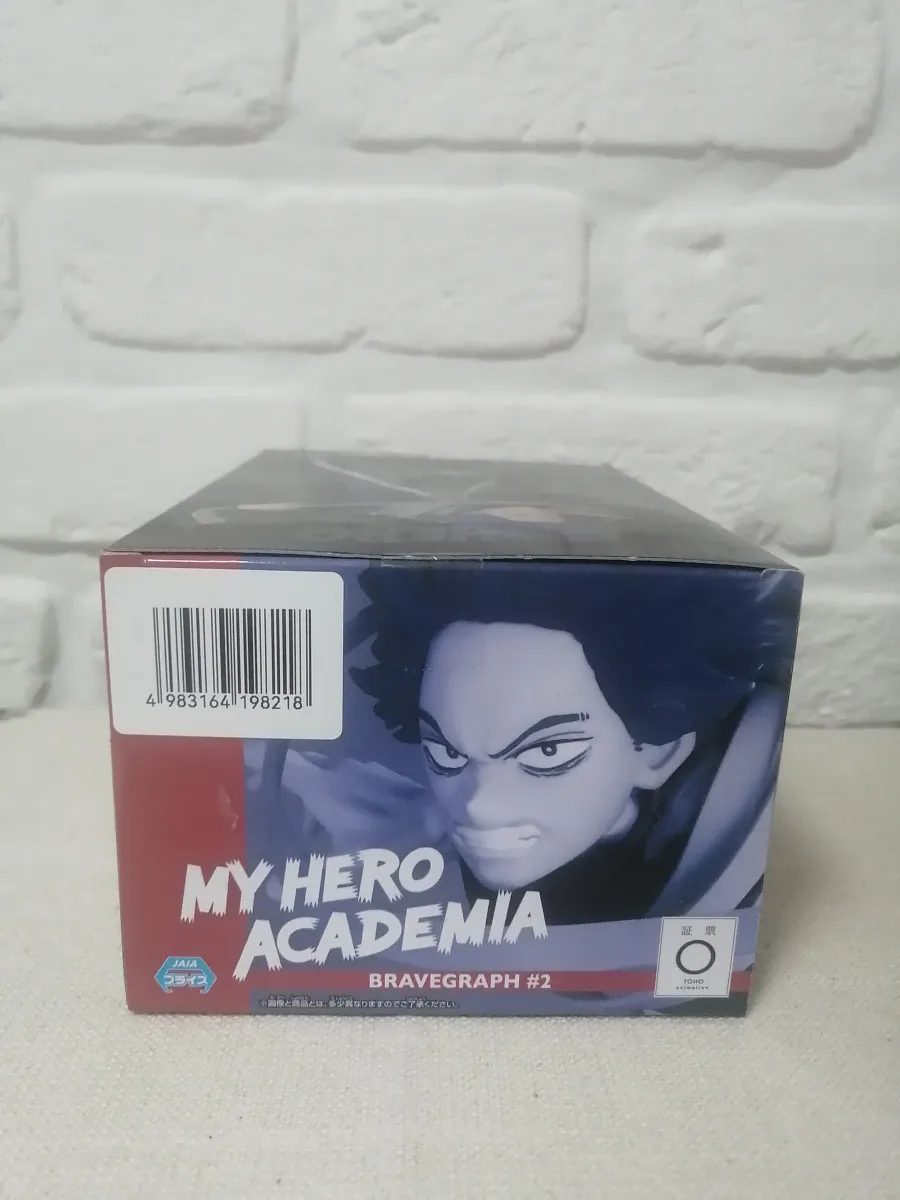 4 983164 198218
MY HERO
ACADEMIA
BRAVEGRAPH #2
JAIA
プライズ
※画像と商品とは、多少異なりますのでご了承ください。
証 票
TOHO
animation